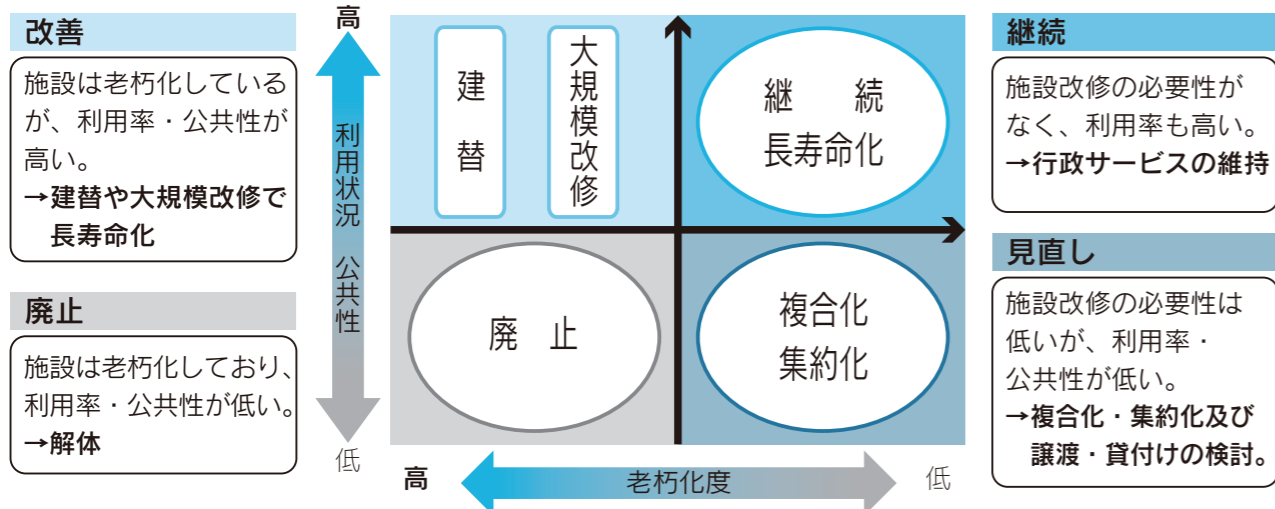 改善
施設は老朽化している
が、利用率・公共性が
高い。
→建替や大規模改修で
長寿命化
廃止
施設は老朽化しており、
利用率・公共性が低い。
→解体
高
利用状況 公共性
低
建替
大規模改修
継 続
長寿命化
廃 止
複合化
集約化
高
老朽化度
低
継続
施設改修の必要性が
なく、利用率も高い。
→行政サービスの維持
見直し
施設改修の必要性は
低いが、利用率・
公共性が低い。
→複合化・集約化及び
譲渡・貸付けの検討。